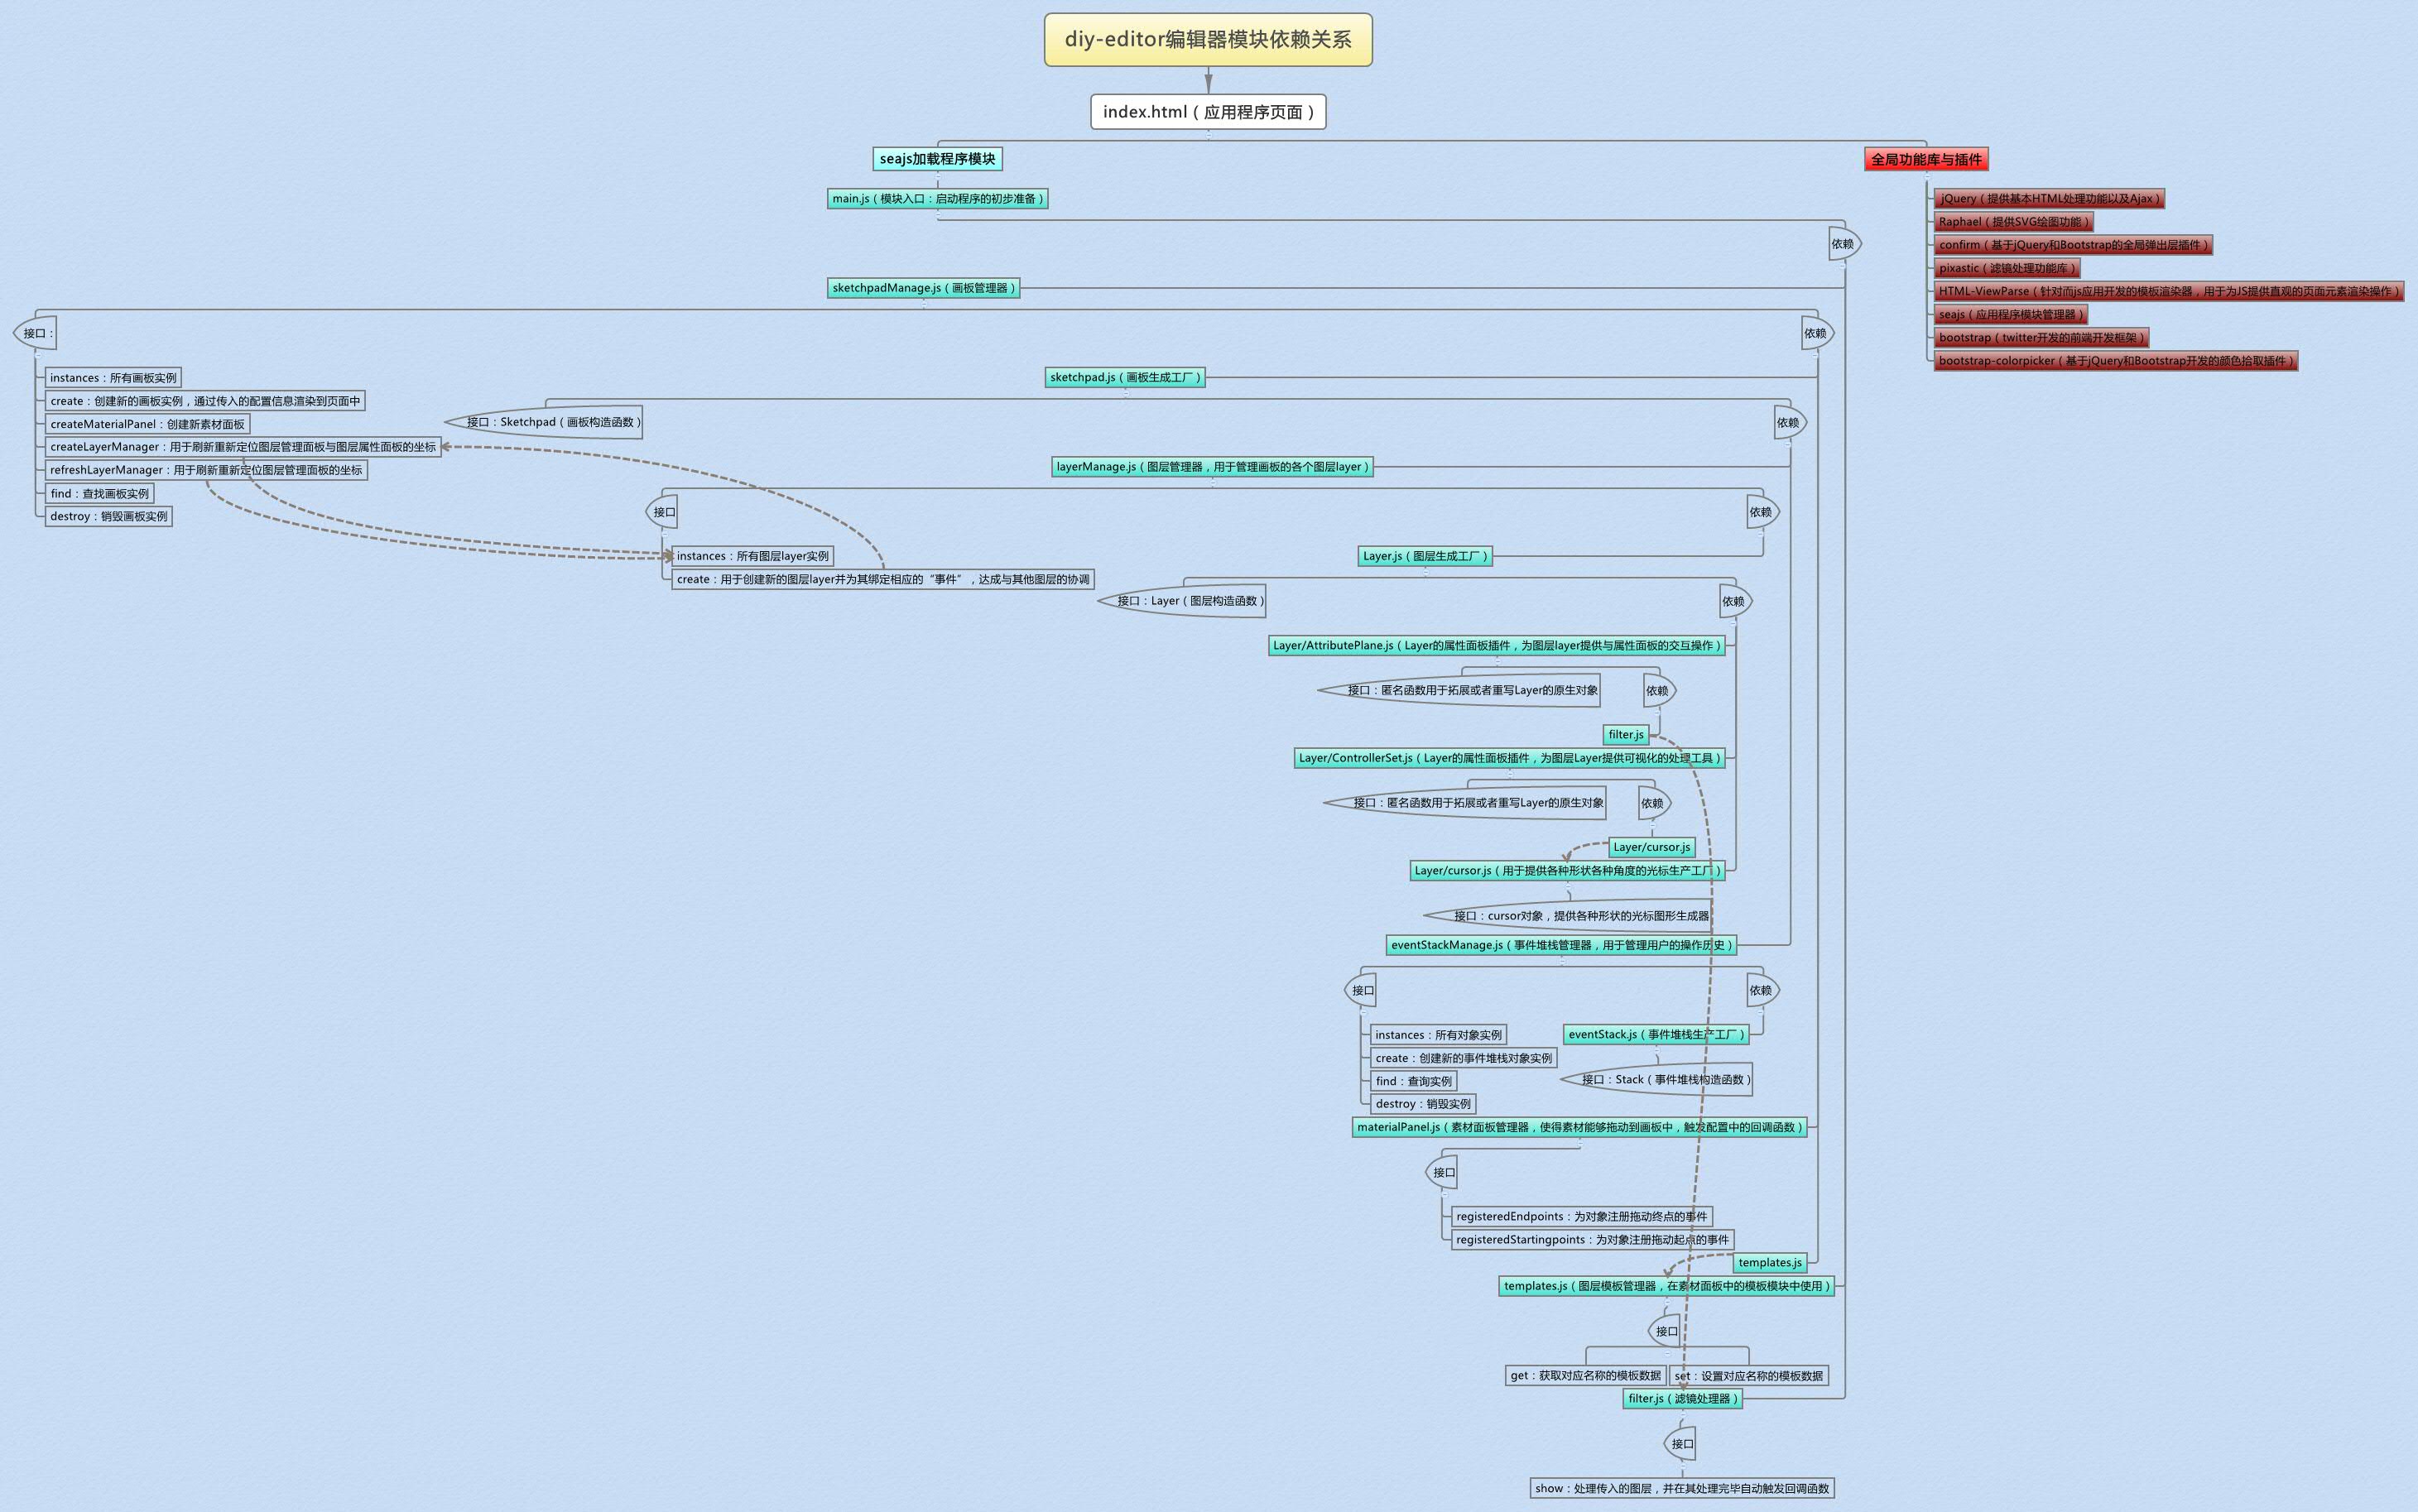 diy-editor编辑器模块依赖关系
index.html（应用程序页面）
seajs加载程序模块
全局功能库与插件
main.js（模块入口：启动程序的初步准备）
jQuery（提供基本HTML处理功能以及Ajax）
Raphael（提供SVG绘图功能）
confirm（基于jQuery和Bootstrap的全局弹出层插件）
pixastic（滤镜处理功能库）
HTML-ViewParse（针对而js应用开发的模板渲染器，用于为JS提供直观的页面元素渲染操作）
seajs（应用程序模块管理器）
bootstrap（twitter开发的前端开发框架）
bootstrap-colorpicker（基于jQuery和Bootstrap开发的颜色拾取插件）
依赖
sketchpadManage.js（画板管理器）
接口：
依赖
instances：所有画板实例
create：创建新的画板实例，通过传入的配置信息渲染到页面中
createMaterialPanel：创建新素材面板
createLayerManager：用于刷新重新定位图层管理面板与图层属性面板的坐标
refreshLayerManager：用于刷新重新定位图层管理面板的坐标
find：查找画板实例
destroy：销毁画板实例
sketchpad.js（画板生成工厂）
接口：Sketchpad（画板构造函数）
依赖
layerManage.js（图层管理器，用于管理画板的各个图层layer）
接口
依赖
instances：所有图层layer实例
create：用于创建新的图层layer并为其绑定相应的“事件”，达成与其他图层的协调
Layer.js（图层生成工厂）
接口：Layer（图层构造函数）
依赖
Layer/AttributePlane.js（Layer的属性面板插件，为图层layer提供与属性面板的交互操作）
接口：匿名函数用于拓展或者重写Layer的原生对象
依赖
filter.js
Layer/ControllerSet.js（Layer的属性面板插件，为图层Layer提供可视化的处理工具）
接口：匿名函数用于拓展或者重写Layer的原生对象
依赖
Layer/cursor.js
Layer/cursor.js（用于提供各种形状各种角度的光标生产工厂）
接口：cursor对象，提供各种形状的光标图形生成器
eventStackManage.js（事件堆栈管理器，用于管理用户的操作历史）
接口
依赖
instances：所有对象实例
create：创建新的事件堆栈对象实例
find：查询实例
destroy：销毁实例
eventStack.js（事件堆栈生产工厂）
接口：Stack（事件堆栈构造函数）
materialPanel.js（素材面板管理器，使得素材能够拖动到画板中，触发配置中的回调函数）
接口
registeredEndpoints：为对象注册拖动终点的事件
registeredStartingpoints：为对象注册拖动起点的事件
templates.js
templates.js（图层模板管理器，在素材面板中的模板模块中使用）
接口
get：获取对应名称的模板数据
set：设置对应名称的模板数据
filter.js（滤镜处理器）
接口
show：处理传入的图层，并在其处理完毕自动触发回调函数